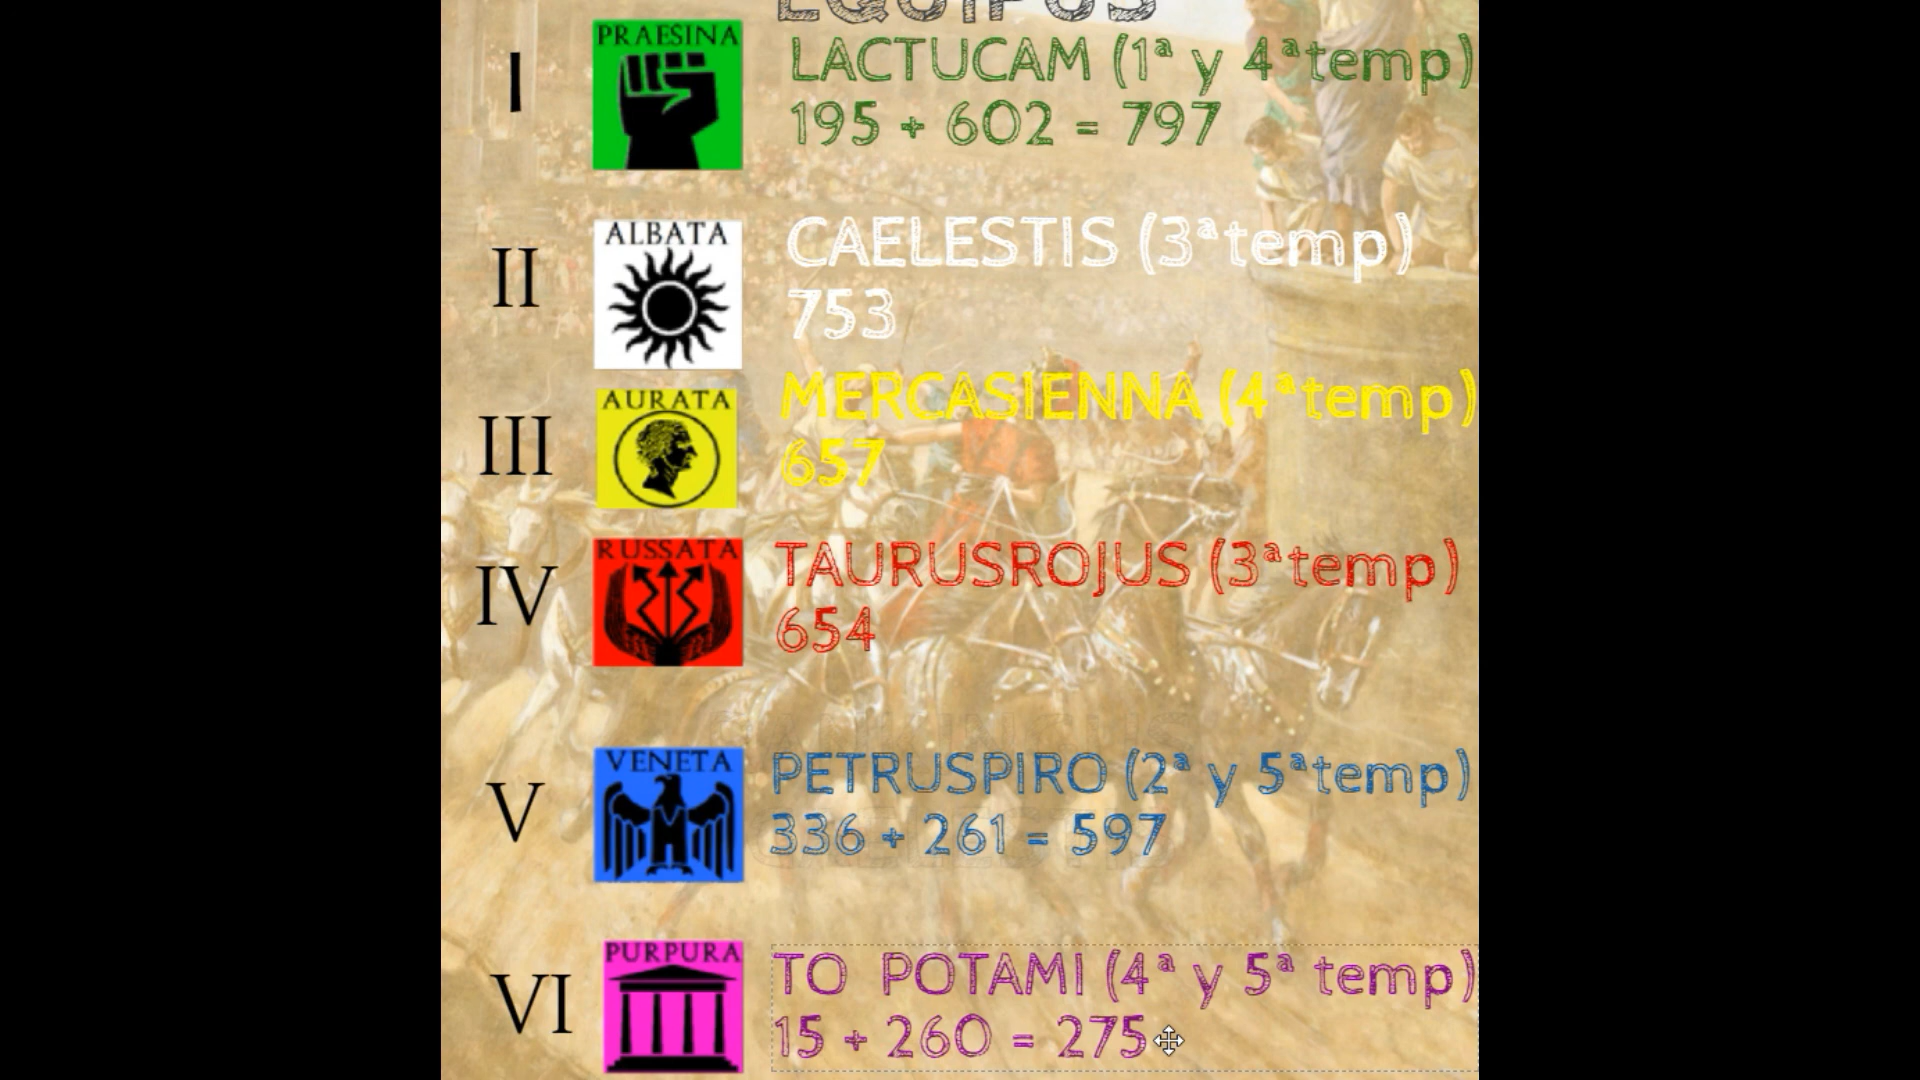 EQUIPOS
I
PRAESINA
LACTUCAM (1ª y 4ªtemp)
195 + 602 = 797
II
ALBATA
CAELESTIS (3ªtemp)
753
III
AURATA
MERCASIENNA (4ªtemp)
657
IV
RUSSATA
TAURUSROJUS (3ªtemp)
654
V
VENETA
PETRUSPIRO (2ª y 5ªtemp)
336 + 261 = 597
VI
PURPURA
TO POTAMI (4ª y 5ª temp)
15 + 260 = 275